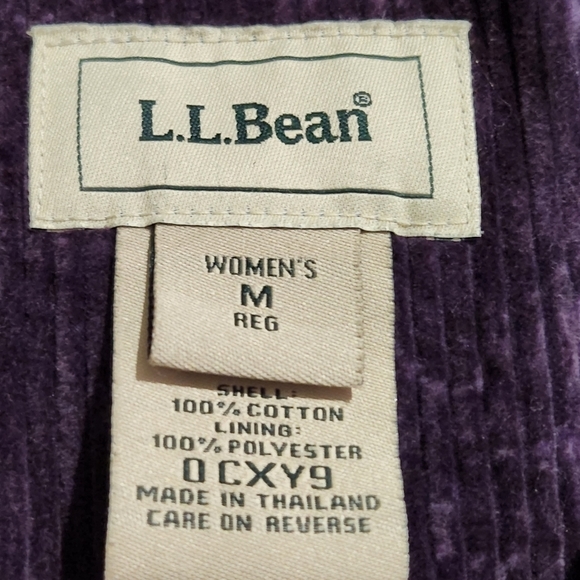 L.L.Bean®
WOMEN'S
M
REG
SHELL:
100% COTTON
LINING:
100% POLYESTER
0CXY9
MADE IN THAILAND
CARE ON REVERSE